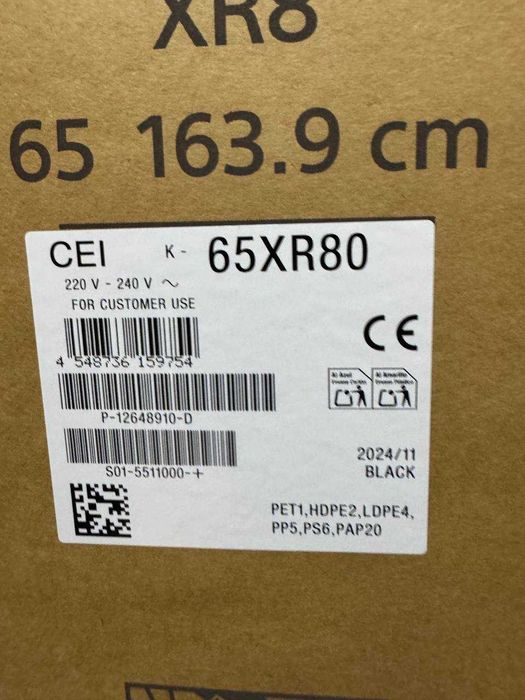 XR8
65 163.9 cm
CEI K - 65XR80
220 V - 240 V ~
FOR CUSTOMER USE
CE
4 548736 159754
P-12648910-D
S01-5511000-+
2024/11
BLACK
PET1,HDPE2,LDPE4,
PP5,PS6,PAP20